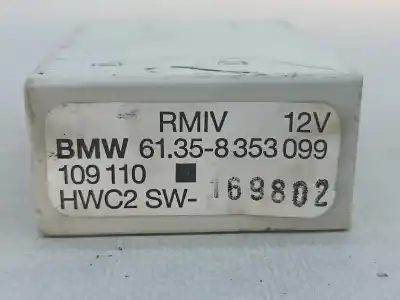 RMIV 12V
BMW 61.35-8 353 099
109 110
HWC2 SW- 169802